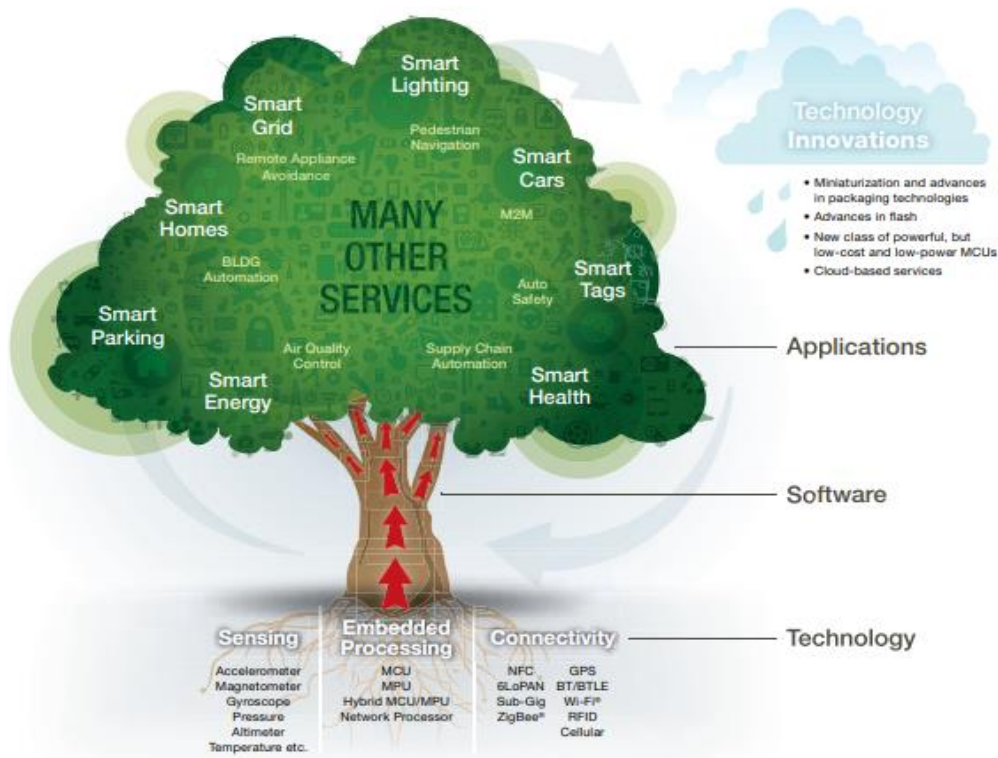 Smart
Lighting
Smart
Grid
Pedestrian
Navigation
Remote Appliance
Avoidance
Smart
Cars
Smart
Homes
MANY
OTHER
SERVICES
M2M
BLDG
Automation
Smart
Tags
Auto
Safety
Smart
Parking
Air Quality
Control
Supply Chain
Automation
Smart
Energy
Smart
Health
Technology
Innovations
• Miniaturization and advances
in packaging technologies
• Advances in flash
• New class of powerful, but
low-cost and low-power MCUs
• Cloud-based services
Applications
Software
Technology
Sensing
Accelerometer
Magnetometer
Gyroscope
Pressure
Altimeter
Temperature etc.
Embedded
Processing
MCU
MPU
Hybrid MCU/MPU
Network Processor
Connectivity
NFC GPS
6LoPAN BT/BTLE
Sub-Gig Wi-Fi®
ZigBee® RFID
Cellular